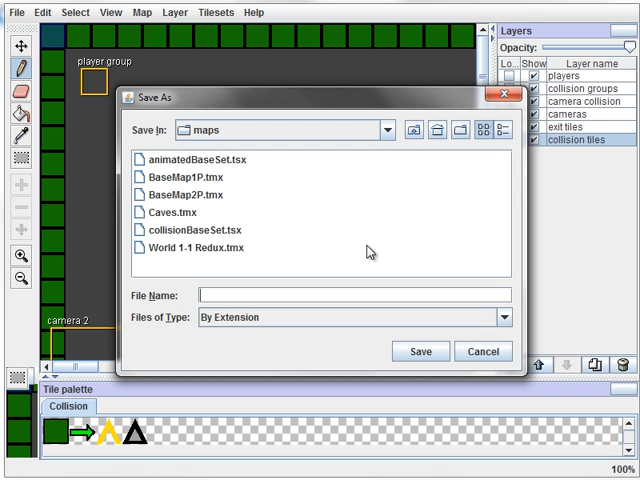 File Edit Select View Map Layer Tilesets Help
player group
Layers
Opacity:
Lo... Show Layer name
players
collision groups
camera collision
cameras
exit tiles
collision tiles
Save As
Save In: maps
animatedBaseSet.tsx
BaseMap1P.tmx
BaseMap2P.tmx
Caves.tmx
collisionBaseSet.tsx
World 1-1 Redux.tmx
File Name:
Files of Type: By Extension
Save Cancel
camera 2
Tile palette
Collision
100%